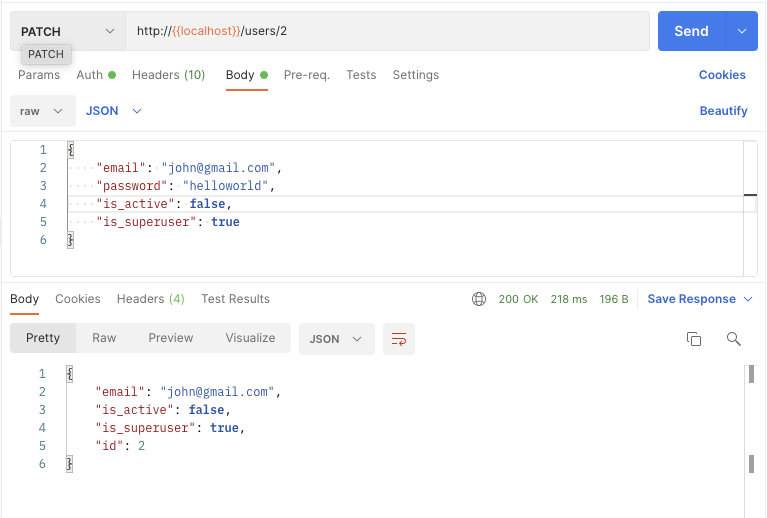 PATCH http://{{localhost}}/users/2 Send
PATCH
Params Auth Headers (10) Body Pre-req. Tests Settings Cookies
raw JSON Beautify
1 {
2 "email": "john@gmail.com",
3 "password": "helloworld",
4 "is_active": false,
5 "is_superuser": true
6 }
Body Cookies Headers (4) Test Results 200 OK 218 ms 196 B Save Response
Pretty Raw Preview Visualize JSON
1 {
2 "email": "john@gmail.com",
3 "is_active": false,
4 "is_superuser": true,
5 "id": 2
6 }